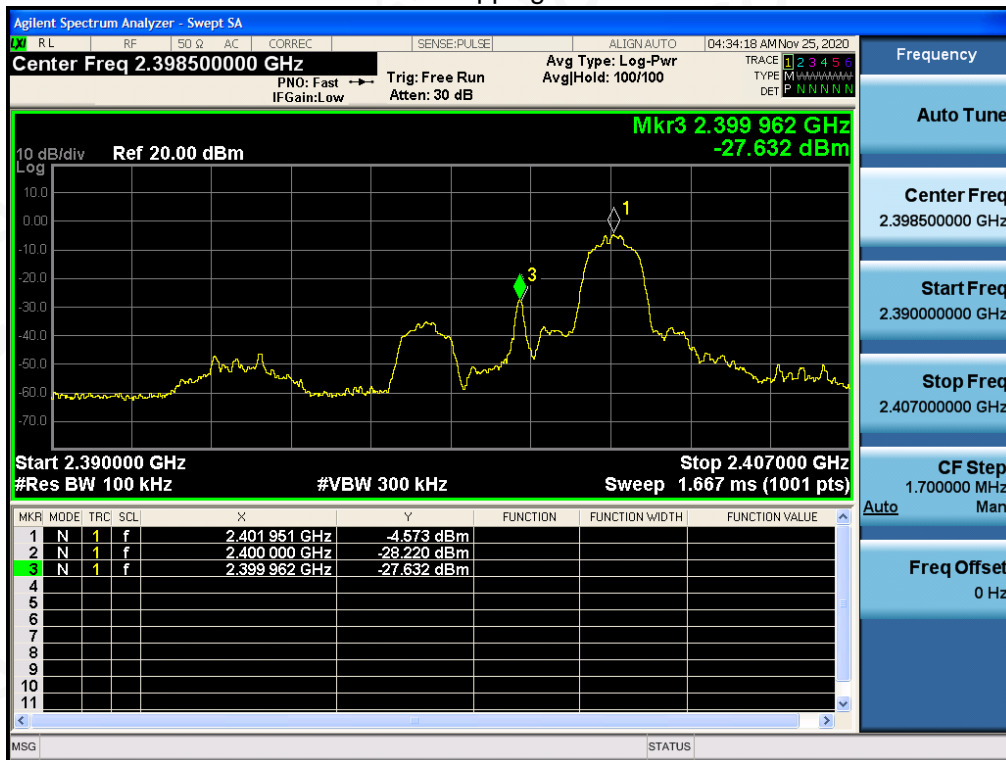 pping
Agilent Spectrum Analyzer - Swept SA
LXI RL RF 50 Ω AC CORREC SENSE:PULSE ALIGN AUTO 04:34:18 AM Nov 25, 2020
Center Freq 2.398500000 GHz
PNO: Fast
IFGain:Low
Trig: Free Run
Atten: 30 dB
Avg Type: Log-Pwr
Avg|Hold: 100/100
TRACE 1 2 3 4 5 6
TYPE M
DET P N N N N N
Mkr3 2.399 962 GHz
-27.632 dBm
10 dB/div Ref 20.00 dBm
Log
10.0
0.00
-10.0
-20.0
-30.0
-40.0
-50.0
-60.0
-70.0
1
3
Start 2.390000 GHz Stop 2.407000 GHz
#Res BW 100 kHz #VBW 300 kHz Sweep 1.667 ms (1001 pts)
MKR MODE TRC SCL X Y FUNCTION FUNCTION WIDTH FUNCTION VALUE
1 N 1 f 2.401 951 GHz -4.573 dBm
2 N 1 f 2.400 000 GHz -28.220 dBm
3 N 1 f 2.399 962 GHz -27.632 dBm
4
5
6
7
8
9
10
11
MSG STATUS
Frequency
Auto Tune
Center Freq
2.398500000 GHz
Start Freq
2.390000000 GHz
Stop Freq
2.407000000 GHz
CF Step
1.700000 MHz
Auto Man
Freq Offset
0 Hz